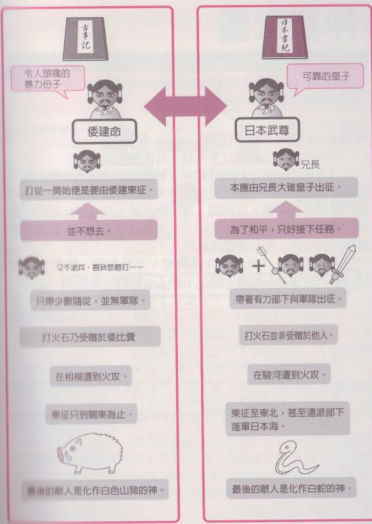 古事記
令人頭痛的
暴力份子
倭建命
打從一開始便是要由倭建東征。
並不想去。
又不派兵，要我怎麼打……
只帶少數隨從，並無軍隊。
打火石乃受贈於倭比賣
在相模遭到火攻。
東征只到關東為止。
最後的敵人是化作白色山豬的神。
日本書紀
可靠的皇子
日本武尊
兄長
本應由兄長大碓皇子出征。
為了和平，只好接下任務。
帶著有力部下與軍隊出征。
打火石並非受贈於他人。
在駿河遭到火攻。
東征至東北，甚至還派部下
進軍日本海。
最後的敵人是化作白蛇的神。